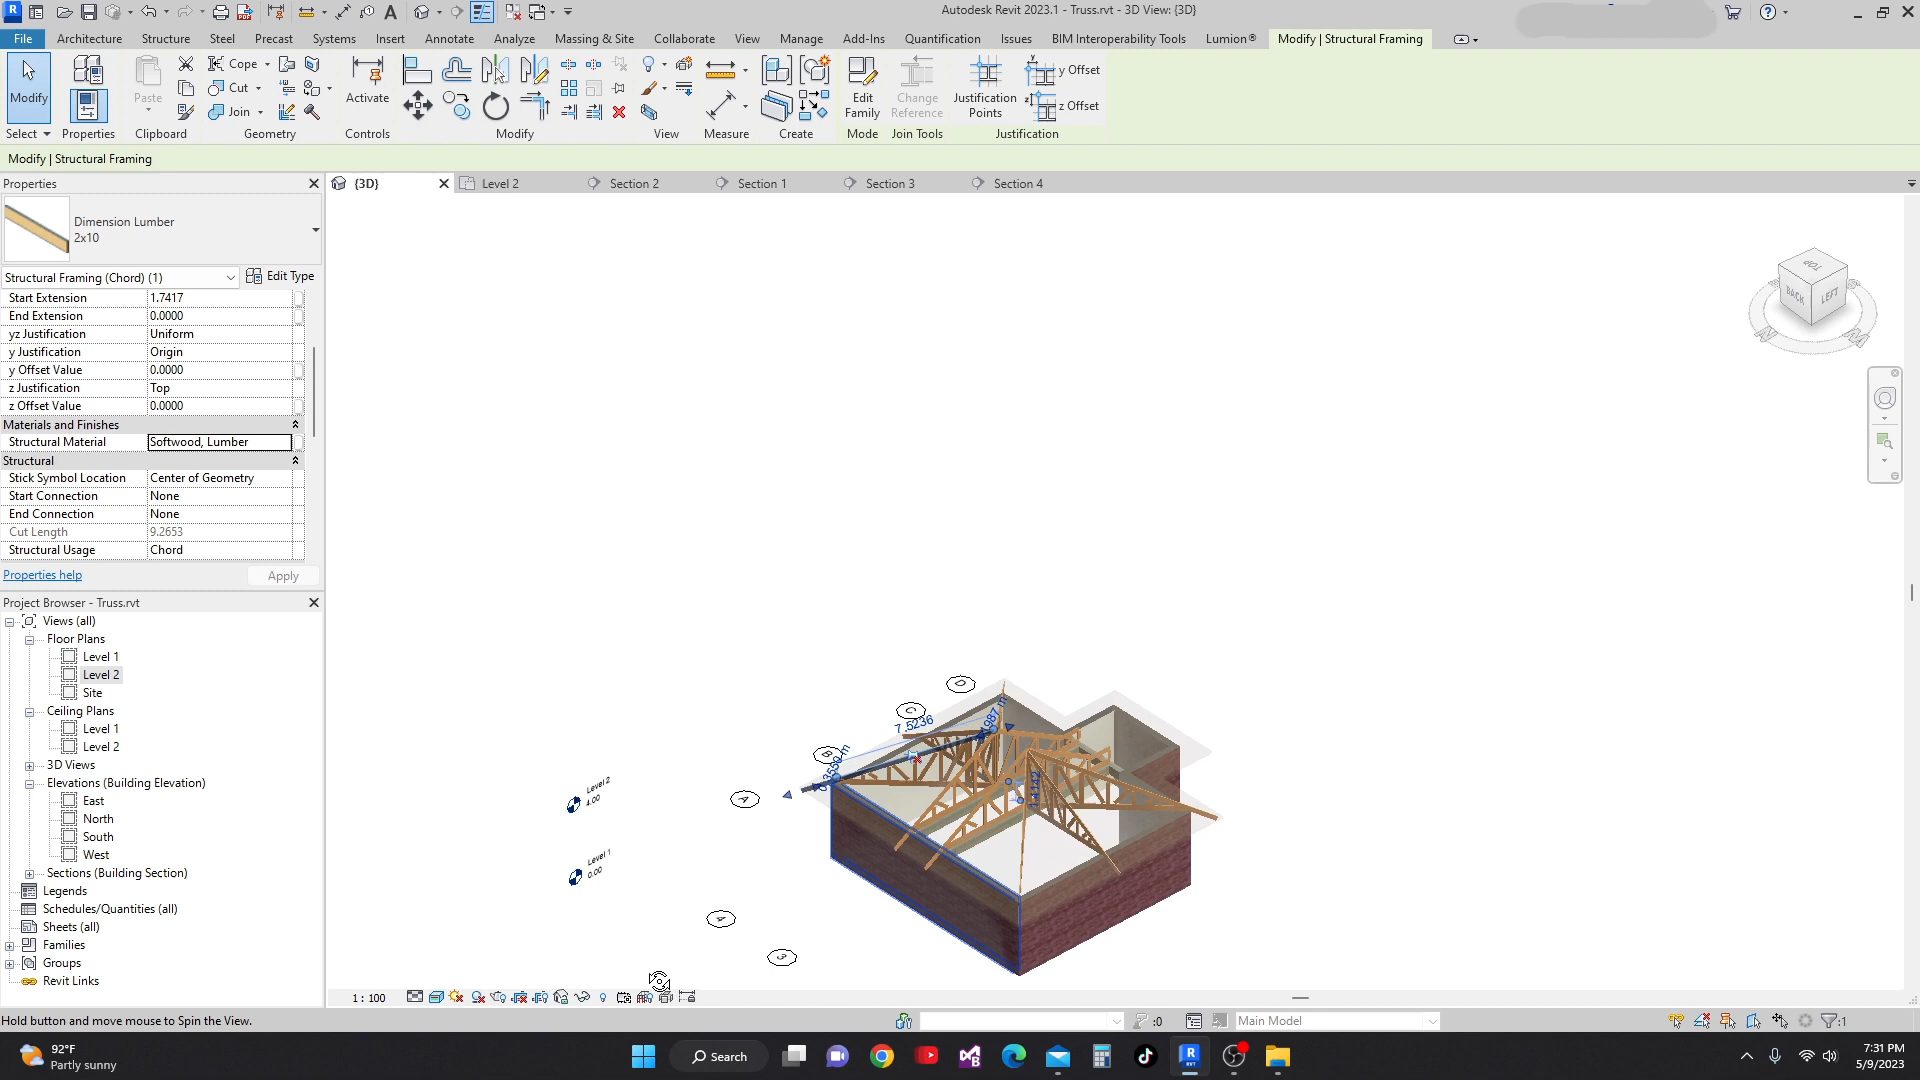 Autodesk Revit 2023.1 - Truss.rvt - 3D View: {3D}
File Architecture Structure Steel Precast Systems Insert Annotate Analyze Massing & Site Collaborate View Manage Add-Ins Quantification Issues BIM Interoperability Tools Lumion® Modify | Structural Framing
Modify
Paste
Cope
Cut
Join
Activate
Edit
Family
Change
Reference
Justification
Points
y Offset
z Offset
Select Properties Clipboard Geometry Controls Modify View Measure Create Mode Join Tools Justification
Modify | Structural Framing
Properties
{3D} Level 2 Section 2 Section 1 Section 3 Section 4
Dimension Lumber
2x10
Structural Framing (Chord) (1) Edit Type
Start Extension 1.7417
End Extension 0.0000
yz Justification Uniform
y Justification Origin
y Offset Value 0.0000
z Justification Top
z Offset Value 0.0000
Materials and Finishes
Structural Material Softwood, Lumber
Structural
Stick Symbol Location Center of Geometry
Start Connection None
End Connection None
Cut Length 9.2653
Structural Usage Chord
Properties help Apply
Project Browser - Truss.rvt
Views (all)
Floor Plans
Level 1
Level 2
Site
Ceiling Plans
Level 1
Level 2
3D Views
Elevations (Building Elevation)
East
North
South
West
Sections (Building Section)
Legends
Schedules/Quantities (all)
Sheets (all)
Families
Groups
Revit Links
TOP
BACK
LEFT
D
C
B
A
4
3
7.5236
1.4142
Level 2
4.00
Level 1
0.00
1 : 100
Hold button and move mouse to Spin the View.
:0
Main Model
:1
92°F
Partly sunny
Search
7:31 PM
5/9/2023